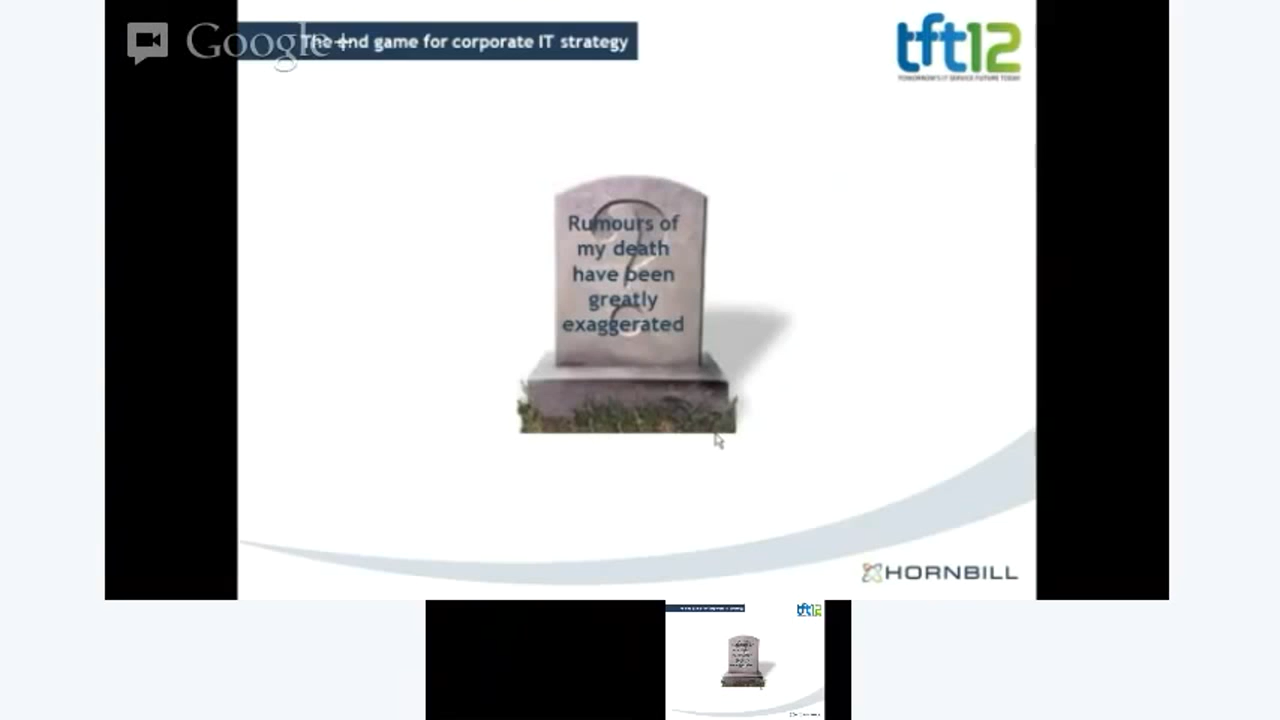 Google+
The end game for corporate IT strategy
tft12
TOMORROW'S IT SERVICE FUTURE TODAY
Rumours of
my death
have been
greatly
exaggerated
HORNBILL